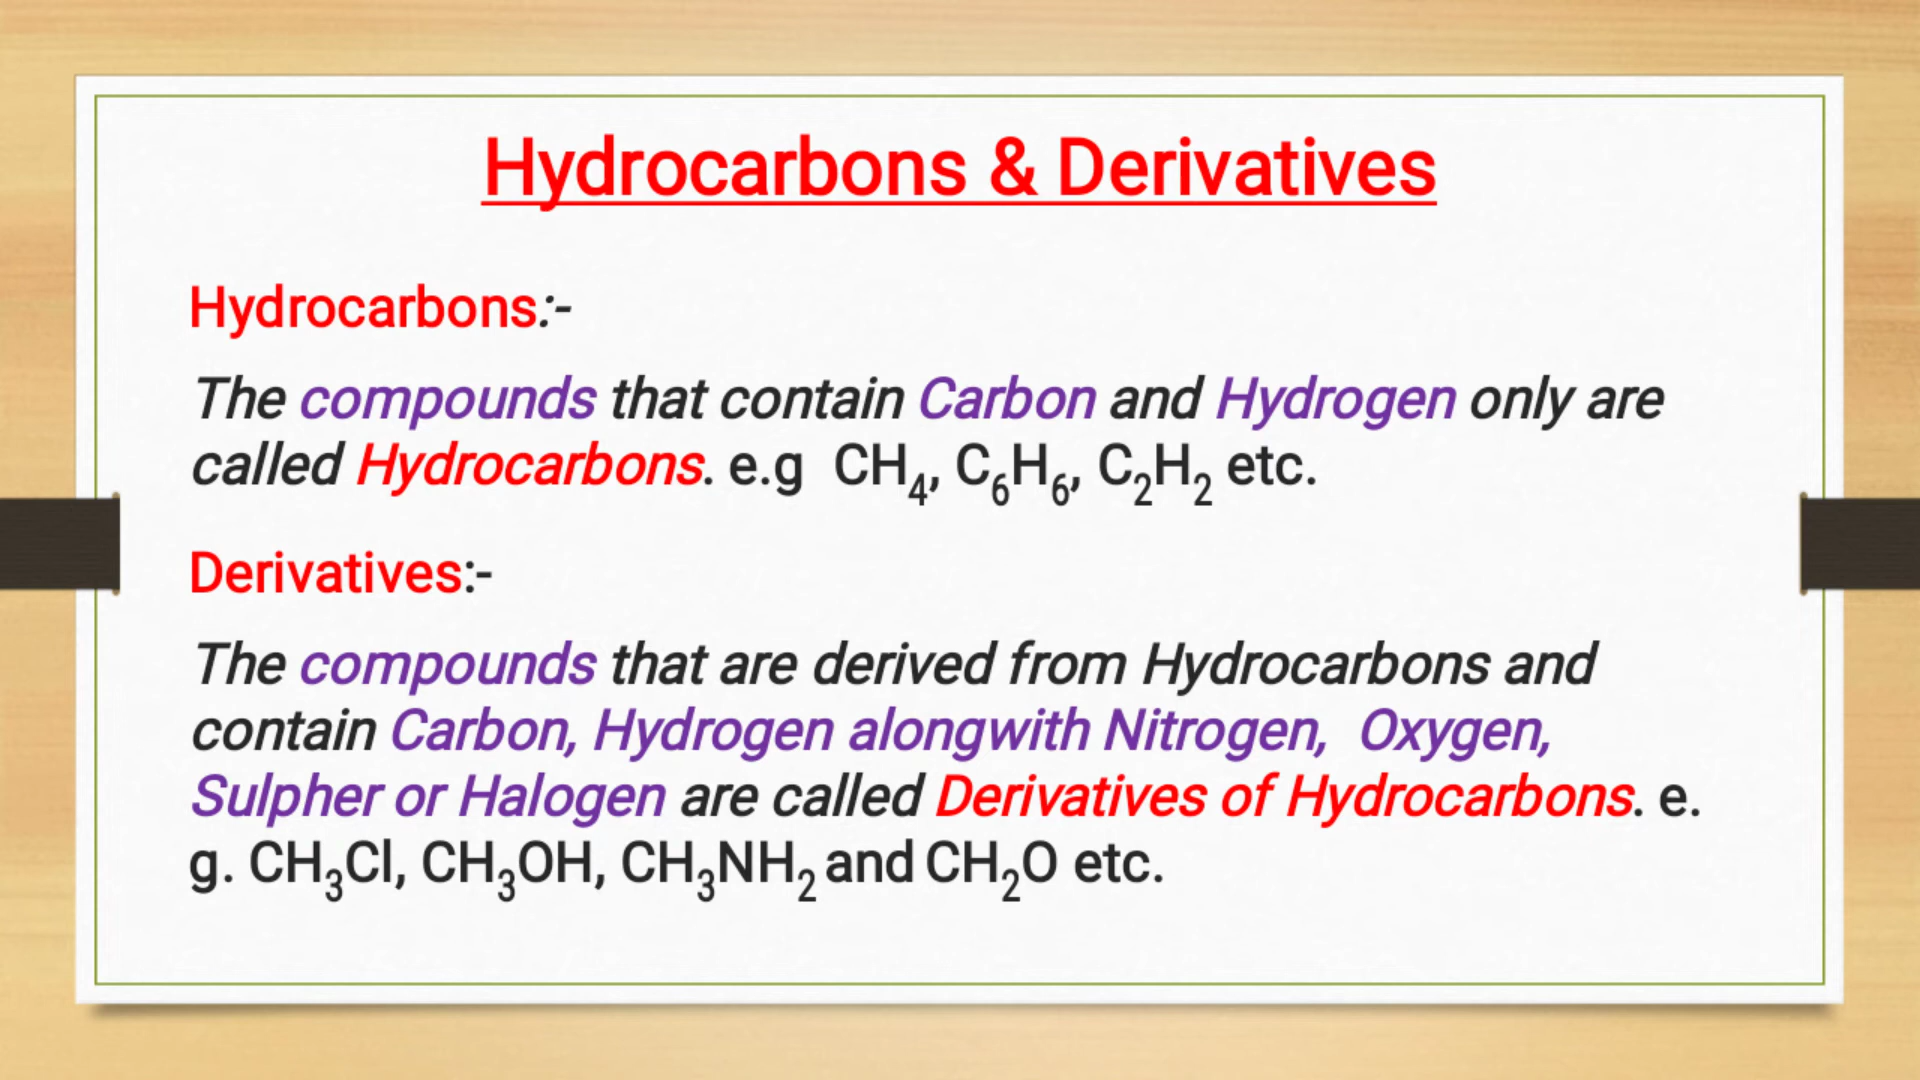 Hydrocarbons & Derivatives
Hydrocarbons:-
The compounds that contain Carbon and Hydrogen only are
called Hydrocarbons. e.g  CH₄, C₆H₆, C₂H₂ etc.
Derivatives:-
The compounds that are derived from Hydrocarbons and
contain Carbon, Hydrogen alongwith Nitrogen,  Oxygen,
Sulpher or Halogen are called Derivatives of Hydrocarbons. e.
g. CH₃Cl, CH₃OH, CH₃NH₂ and CH₂O etc.